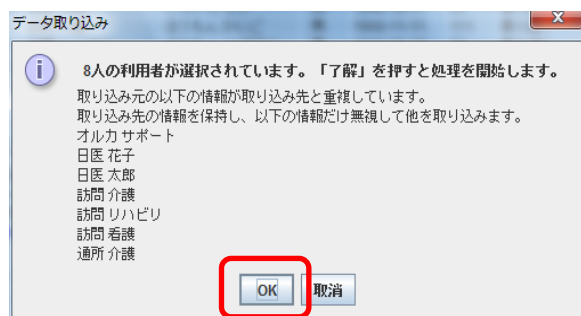 データ取り込み
8人の利用者が選択されています。「了解」を押すと処理を開始します。
取り込み元の以下の情報が取り込み先と重複しています。
取り込み先の情報を保持し、以下の情報だけ無視して他を取り込みます。
オルカ サポート
日医 花子
日医 太郎
訪問 介護
訪問 リハビリ
訪問 看護
通所 介護
OK 取消